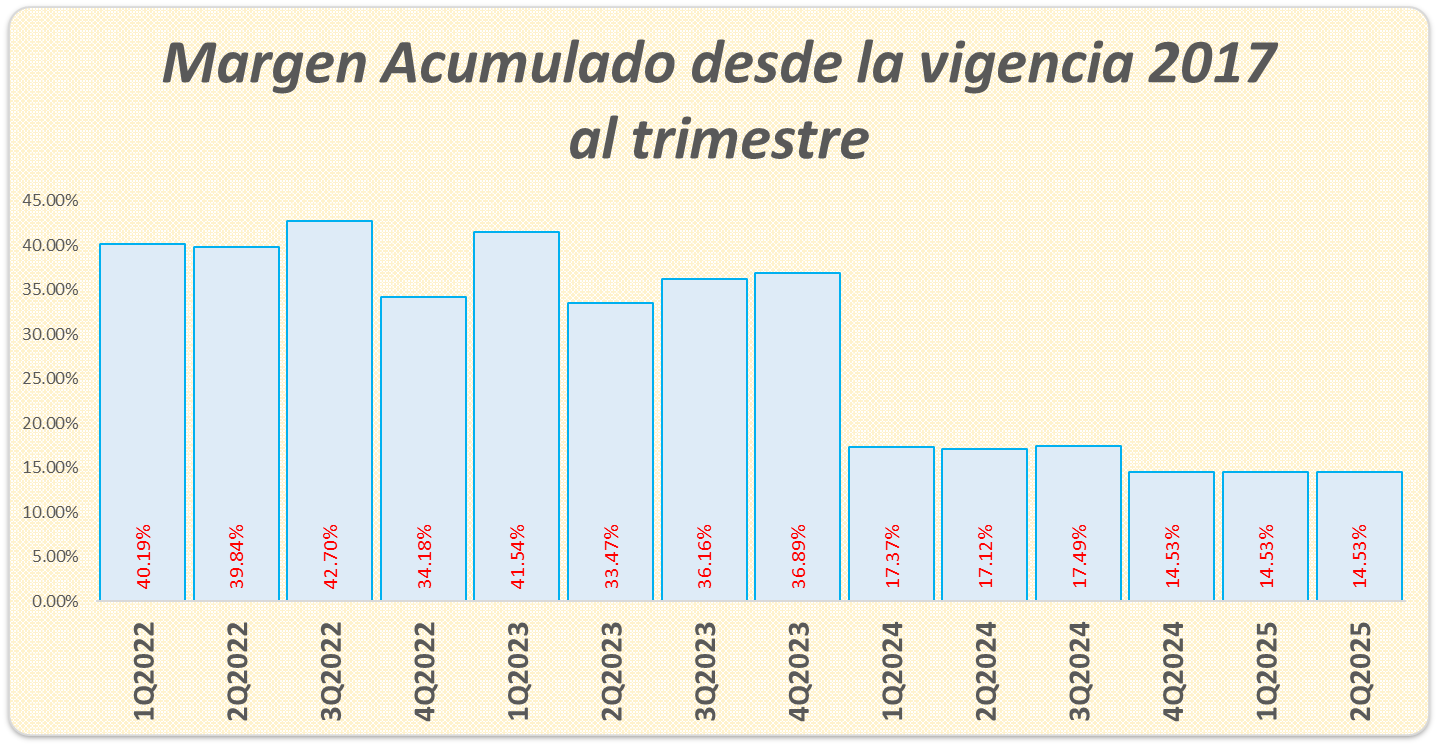 Margen Acumulado desde la vigencia 2017
al trimestre
45.00%
40.00%
35.00%
30.00%
25.00%
20.00%
15.00%
10.00%
5.00%
0.00%
40.19%
39.84%
42.70%
34.18%
41.54%
33.47%
36.16%
36.89%
17.37%
17.12%
17.49%
14.53%
14.53%
14.53%
1Q2022
2Q2022
3Q2022
4Q2022
1Q2023
2Q2023
3Q2023
4Q2023
1Q2024
2Q2024
3Q2024
4Q2024
1Q2025
2Q2025